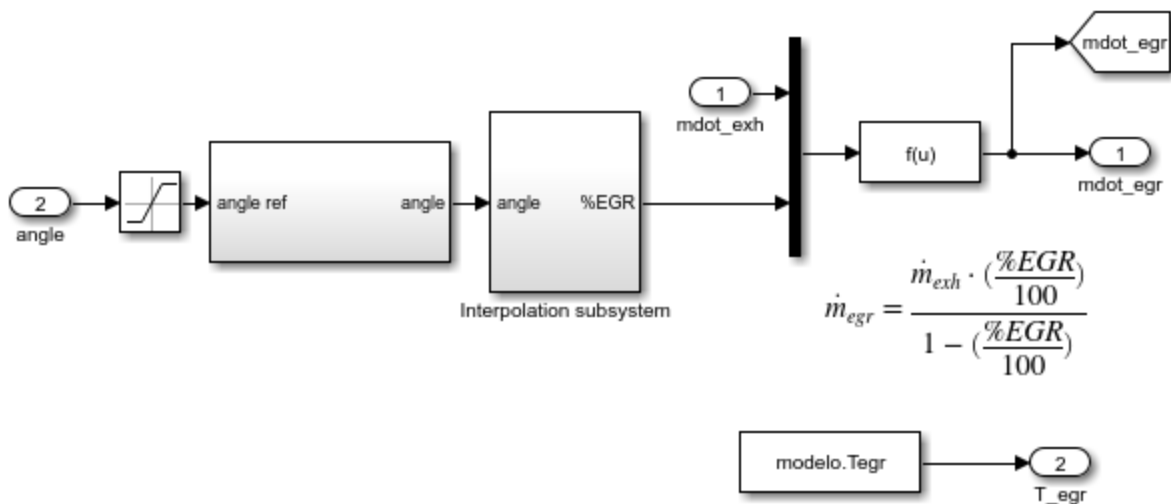 mdot_egr
1
mdot_exh
f(u)
1
mdot_egr
2
angle
angle ref angle
angle %EGR
Interpolation subsystem
ṁ_egr = (ṁ_exh · (%EGR/100)) / (1 − (%EGR/100))
modelo.Tegr
2
T_egr